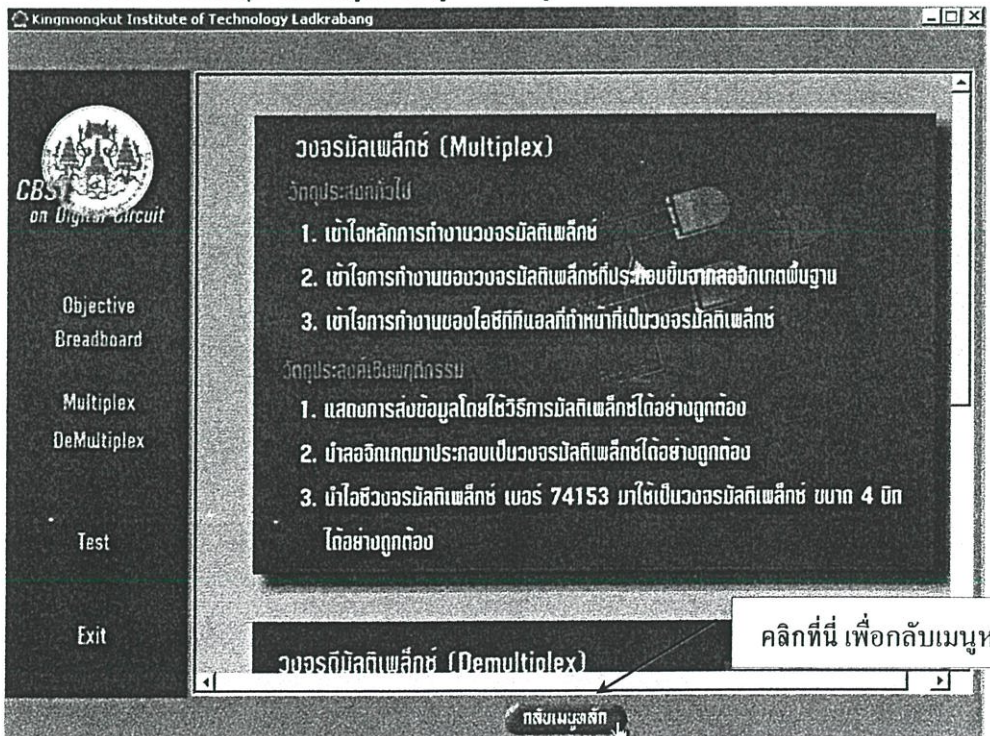 Kingmongkut Institute of Technology Ladkrabang
CBST
on Digital Circuit
Objective
Breadboard
Multiplex
DeMultiplex
Test
Exit
วงจรมัลเพล็กซ์ (Multiplex)
วัตถุประสงค์ทั่วไป
1. เข้าใจหลักการทำงานวงจรมัลติเพล็กซ์
2. เข้าใจการทำงานของวงจรมัลติเพล็กซ์ที่ประกอบขึ้นจากลอจิกเกตพื้นฐาน
3. เข้าใจการทำงานของไอซีทีทีแอลที่ทำหน้าที่เป็นวงจรมัลติเพล็กซ์
วัตถุประสงค์เชิงพฤติกรรม
1. แสดงการส่งข้อมูลโดยใช้วิธีการมัลติเพล็กซ์ได้อย่างถูกต้อง
2. นำลอจิกเกตมาประกอบเป็นวงจรมัลติเพล็กซ์ได้อย่างถูกต้อง
3. นำไอซีวงจรมัลติเพล็กซ์ เบอร์ 74153 มาใช้เป็นวงจรมัลติเพล็กซ์ ขนาด 4 บิท
ได้อย่างถูกต้อง
วงจรดีมัลติเพล็กซ์ (Demultiplex)
คลิกที่นี่ เพื่อกลับเมนูห
กลับเมนูหลัก